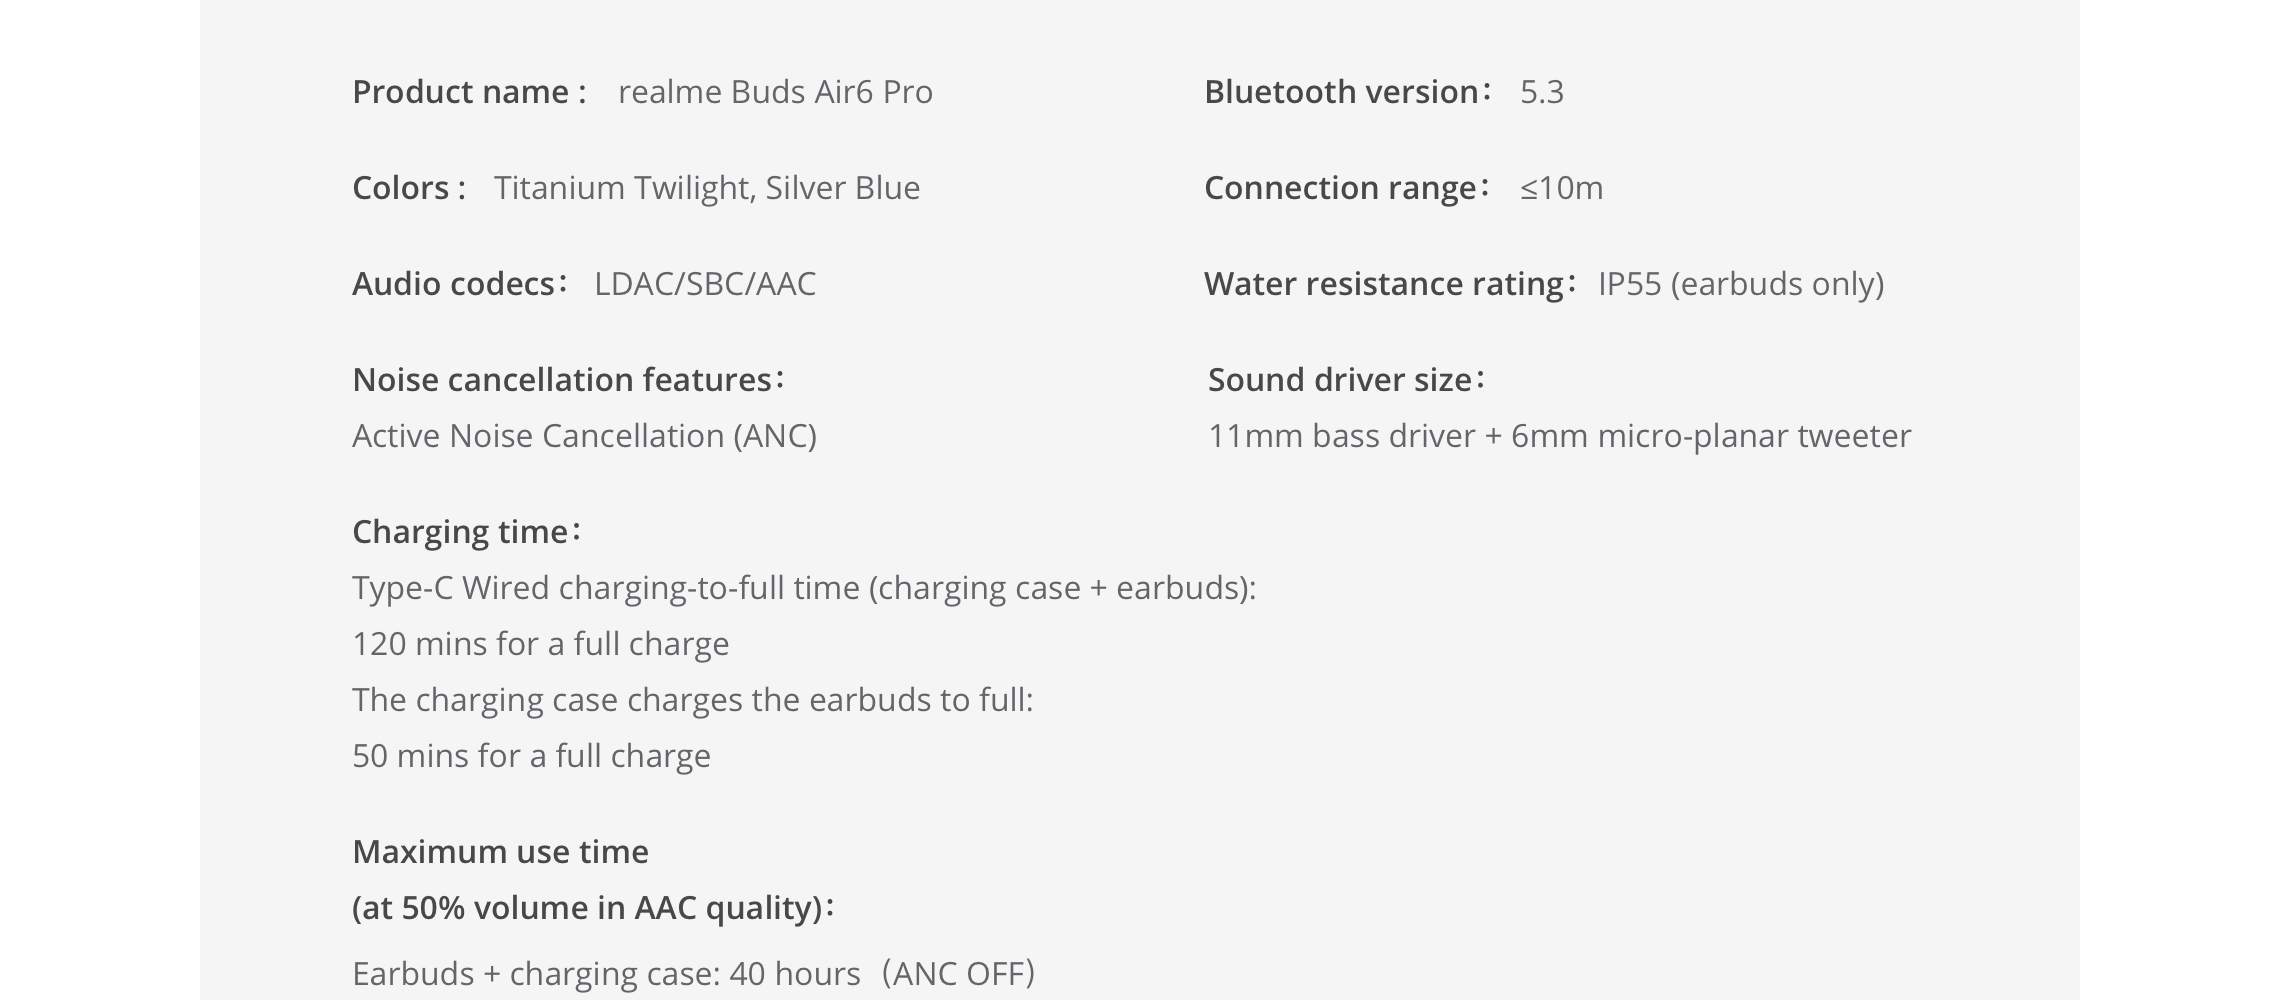 Product name : realme Buds Air6 Pro
Bluetooth version： 5.3
Colors : Titanium Twilight, Silver Blue
Connection range： ≤10m
Audio codecs： LDAC/SBC/AAC
Water resistance rating： IP55 (earbuds only)
Noise cancellation features：
Active Noise Cancellation (ANC)
Sound driver size：
11mm bass driver + 6mm micro-planar tweeter
Charging time：
Type-C Wired charging-to-full time (charging case + earbuds):
120 mins for a full charge
The charging case charges the earbuds to full:
50 mins for a full charge
Maximum use time
(at 50% volume in AAC quality)：
Earbuds + charging case: 40 hours （ANC OFF）